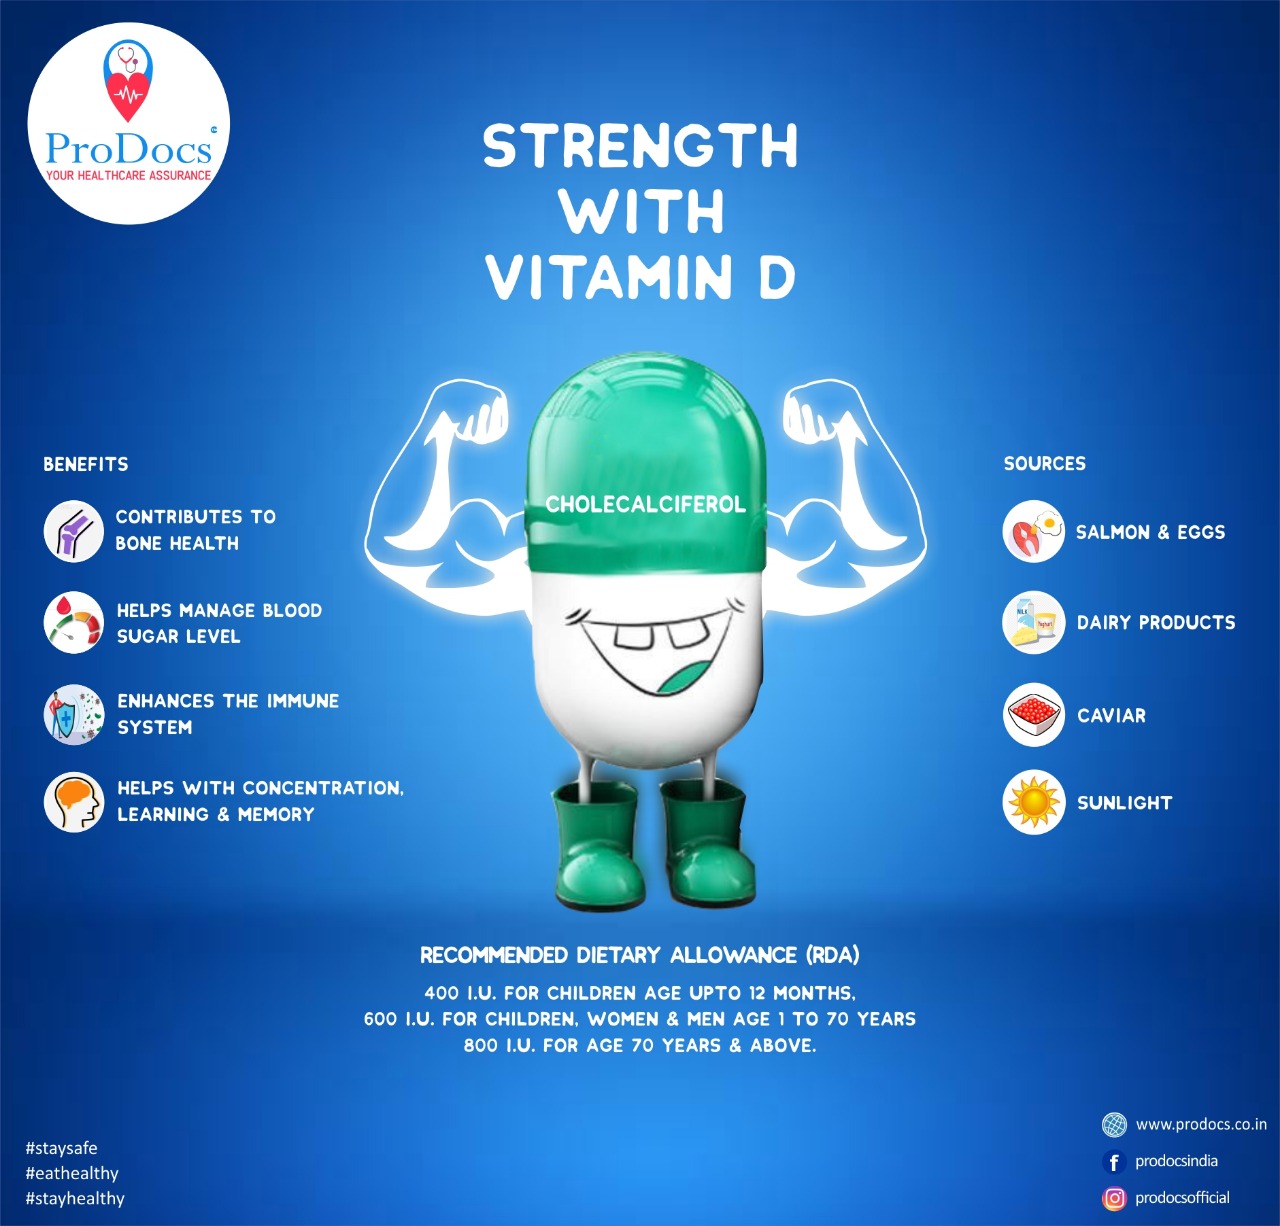 ProDocs
YOUR HEALTHCARE ASSURANCE
STRENGTH
WITH
VITAMIN D
CHOLECALCIFEROL
BENEFITS
CONTRIBUTES TO
BONE HEALTH
HELPS MANAGE BLOOD
SUGAR LEVEL
ENHANCES THE IMMUNE
SYSTEM
HELPS WITH CONCENTRATION,
LEARNING & MEMORY
SOURCES
SALMON & EGGS
MILK
Yoghurt
DAIRY PRODUCTS
CAVIAR
SUNLIGHT
RECOMMENDED DIETARY ALLOWANCE (RDA)
400 I.U. FOR CHILDREN AGE UPTO 12 MONTHS,
600 I.U. FOR CHILDREN, WOMEN & MEN AGE 1 TO 70 YEARS
800 I.U. FOR AGE 70 YEARS & ABOVE.
#staysafe
#eathealthy
#stayhealthy
www.prodocs.co.in
prodocsindia
prodocsofficial